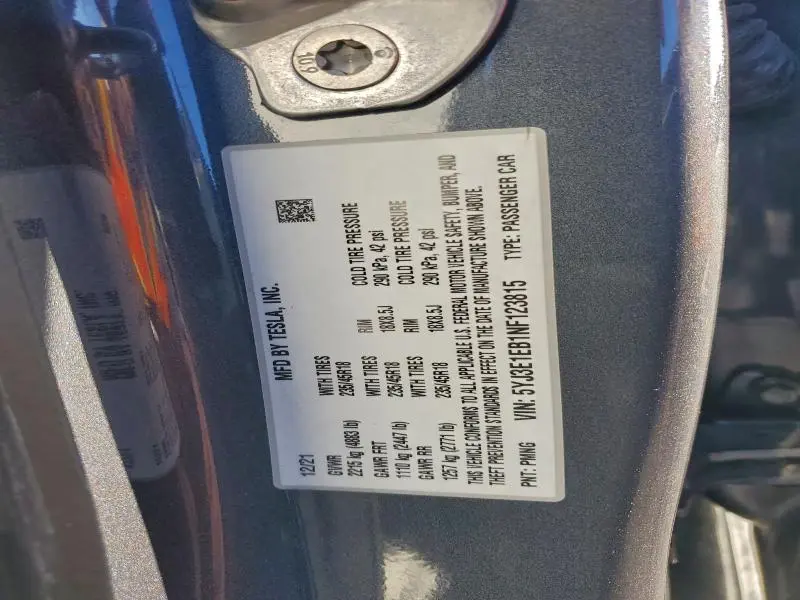 10.9
MFD BY TESLA, INC.
12/21
GVWR WITH TIRES RIM COLD TIRE PRESSURE
2215 kg (4883 lb) 235/45R18 18X8.5J 290 kPa, 42 psi
GAWR FRT WITH TIRES RIM COLD TIRE PRESSURE
1110 kg (2447 lb) 235/45R18 18X8.5J 290 kPa, 42 psi
GAWR RR
1257 kg (2771 lb) 235/45R18
THIS VEHICLE CONFORMS TO ALL APPLICABLE U.S. FEDERAL MOTOR VEHICLE SAFETY, BUMPER, AND
THEFT PREVENTION STANDARDS IN EFFECT ON THE DATE OF MANUFACTURE SHOWN ABOVE.
PNT: PMNG VIN: 5YJ3E1EB1NF123815 TYPE: PASSENGER CAR